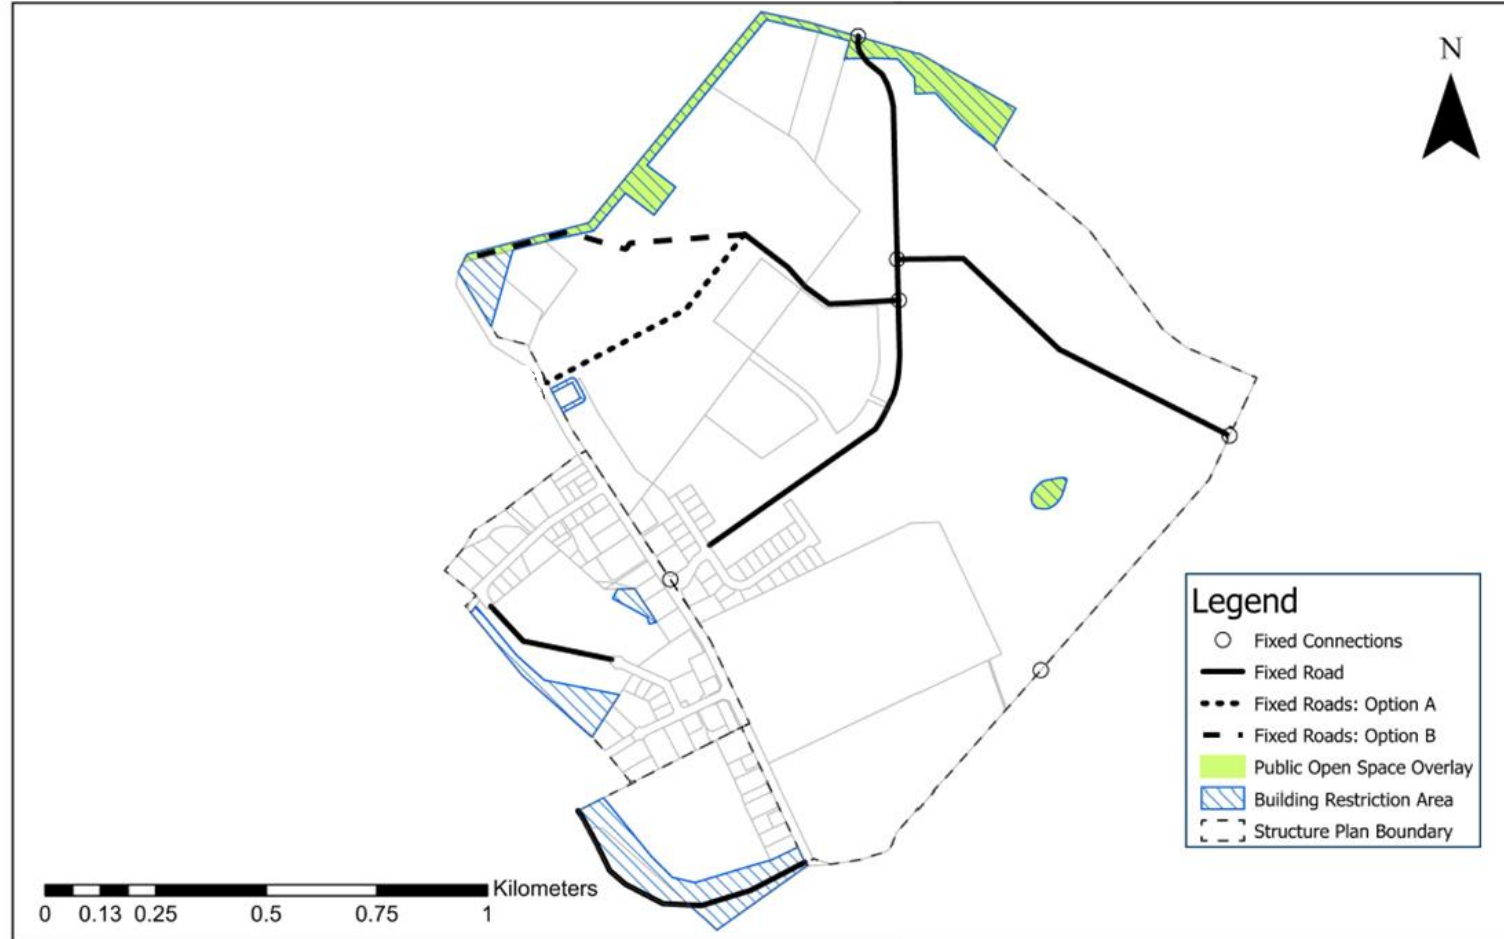 N
Legend
Fixed Connections
Fixed Road
Fixed Roads: Option A
Fixed Roads: Option B
Public Open Space Overlay
Building Restriction Area
Structure Plan Boundary
Kilometers
0 0.13 0.25 0.5 0.75 1